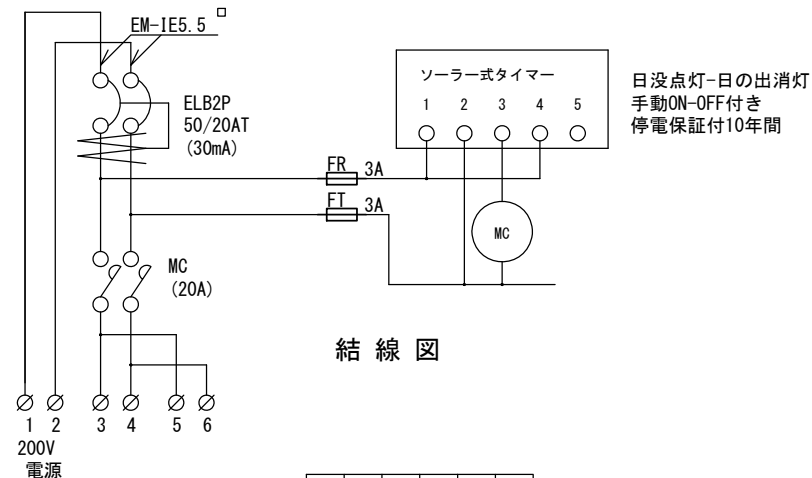 EM-IE5.5□
ELB2P
50/20AT
(30mA)
ソーラー式タイマー
1 2 3 4 5
日没点灯-日の出消灯
手動ON-OFF付き
停電保証付10年間
FR 3A
FT 3A
MC
MC
(20A)
結線図
1 2 3 4 5 6
200V
電源